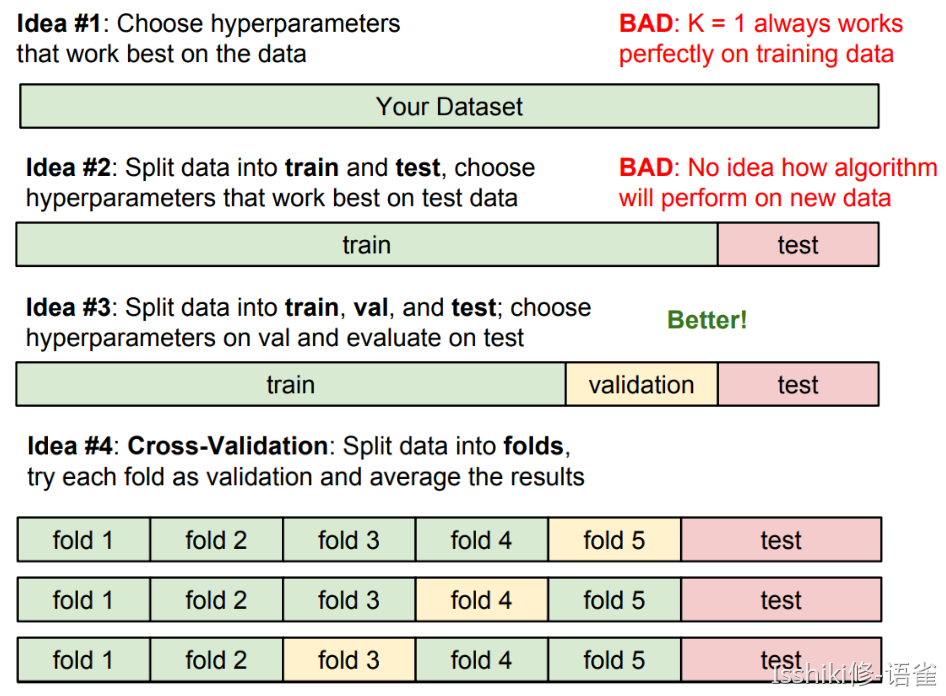 Idea #1: Choose hyperparameters
that work best on the data
BAD: K = 1 always works
perfectly on training data
Your Dataset
Idea #2: Split data into train and test, choose
hyperparameters that work best on test data
BAD: No idea how algorithm
will perform on new data
train test
Idea #3: Split data into train, val, and test; choose
hyperparameters on val and evaluate on test
Better!
train validation test
Idea #4: Cross-Validation: Split data into folds,
try each fold as validation and average the results
fold 1 fold 2 fold 3 fold 4 fold 5 test
fold 1 fold 2 fold 3 fold 4 fold 5 test
fold 1 fold 2 fold 3 fold 4 fold 5 test
Isshiki修-语雀